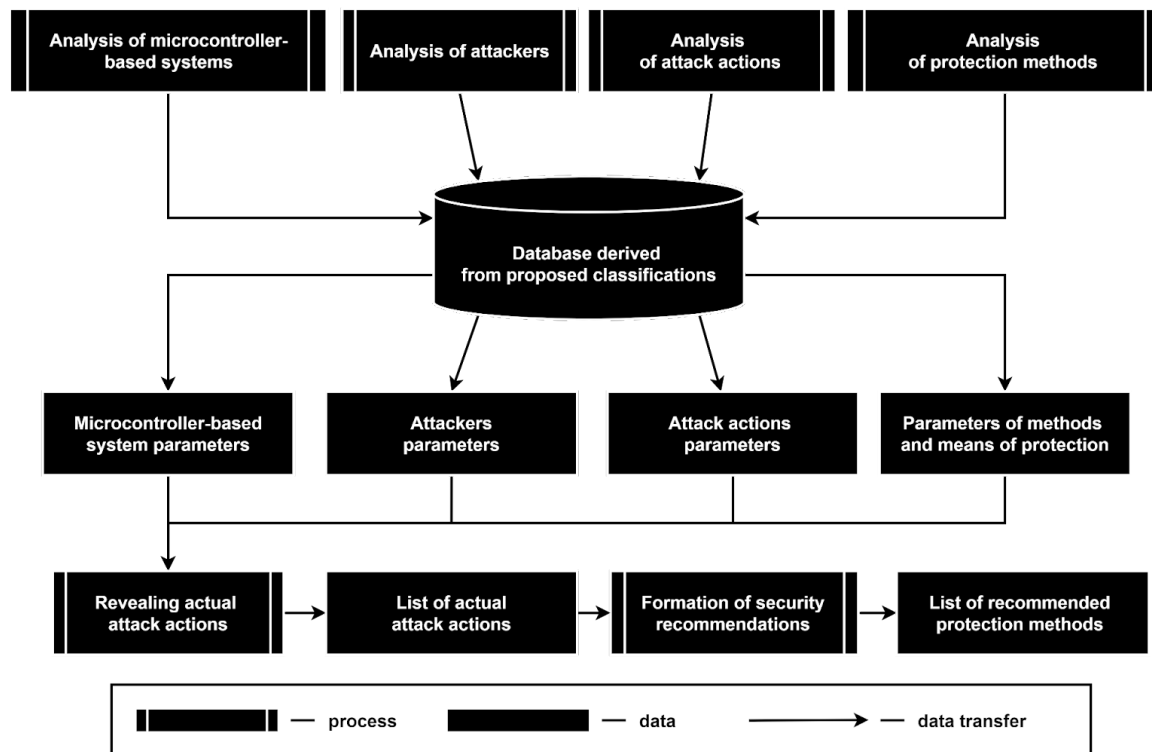 Analysis of microcontroller-
based systems
Analysis of attackers
Analysis
of attack actions
Analysis
of protection methods
Database derived
from proposed classifications
Microcontroller-based
system parameters
Attackers
parameters
Attack actions
parameters
Parameters of methods
and means of protection
Revealing actual
attack actions
List of actual
attack actions
Formation of security
recommendations
List of recommended
protection methods
— process
— data
— data transfer